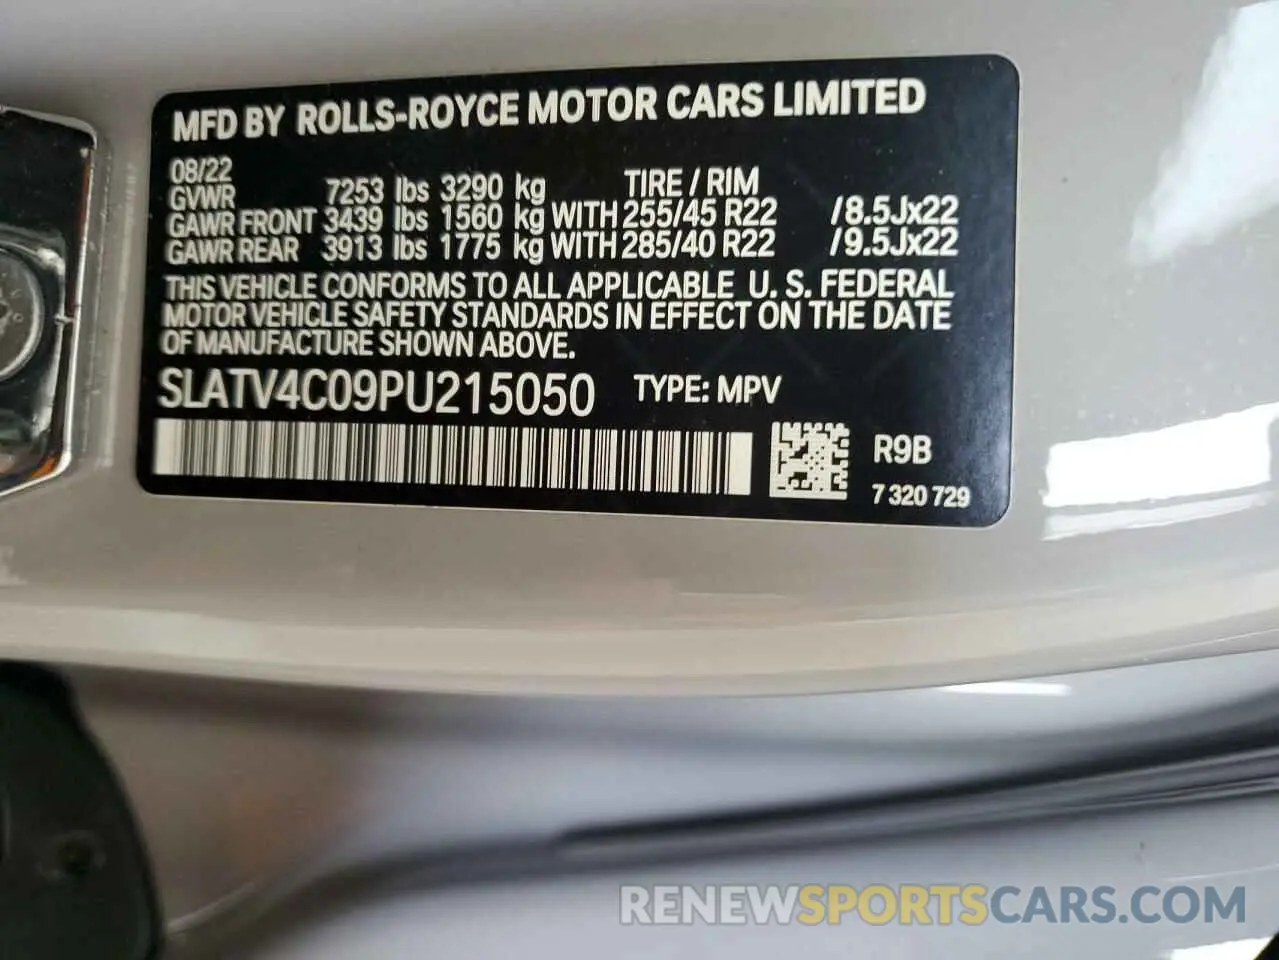 MFD BY ROLLS-ROYCE MOTOR CARS LIMITED
08/22
GVWR 7253 lbs 3290 kg TIRE / RIM
GAWR FRONT 3439 lbs 1560 kg WITH 255/45 R22 /8.5Jx22
GAWR REAR 3913 lbs 1775 kg WITH 285/40 R22 /9.5Jx22
THIS VEHICLE CONFORMS TO ALL APPLICABLE U. S. FEDERAL
MOTOR VEHICLE SAFETY STANDARDS IN EFFECT ON THE DATE
OF MANUFACTURE SHOWN ABOVE.
SLATV4C09PU215050 TYPE: MPV
R9B
7 320 729
RENEWSPORTSCARS.COM